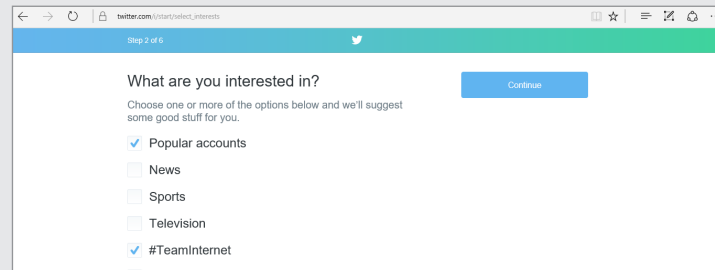 twitter.com/i/start/select_interests
Step 2 of 6
What are you interested in?
Continue
Choose one or more of the options below and we'll suggest
some good stuff for you.
Popular accounts
News
Sports
Television
#TeamInternet